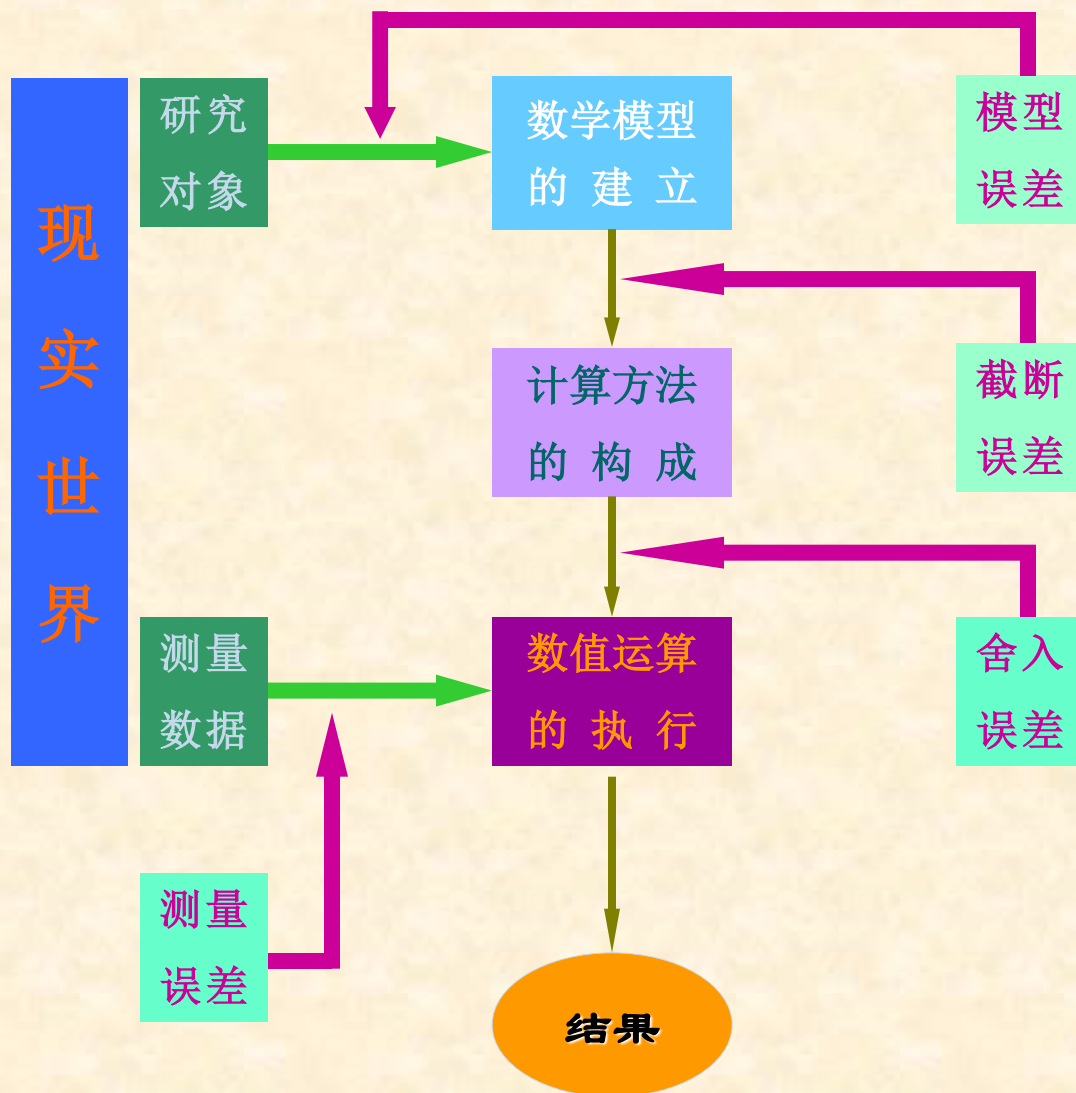 现
实
世
界
研究
对象
数学模型
的 建 立
模型
误差
计算方法
的 构 成
截断
误差
测量
数据
数值运算
的 执 行
舍入
误差
测量
误差
结果